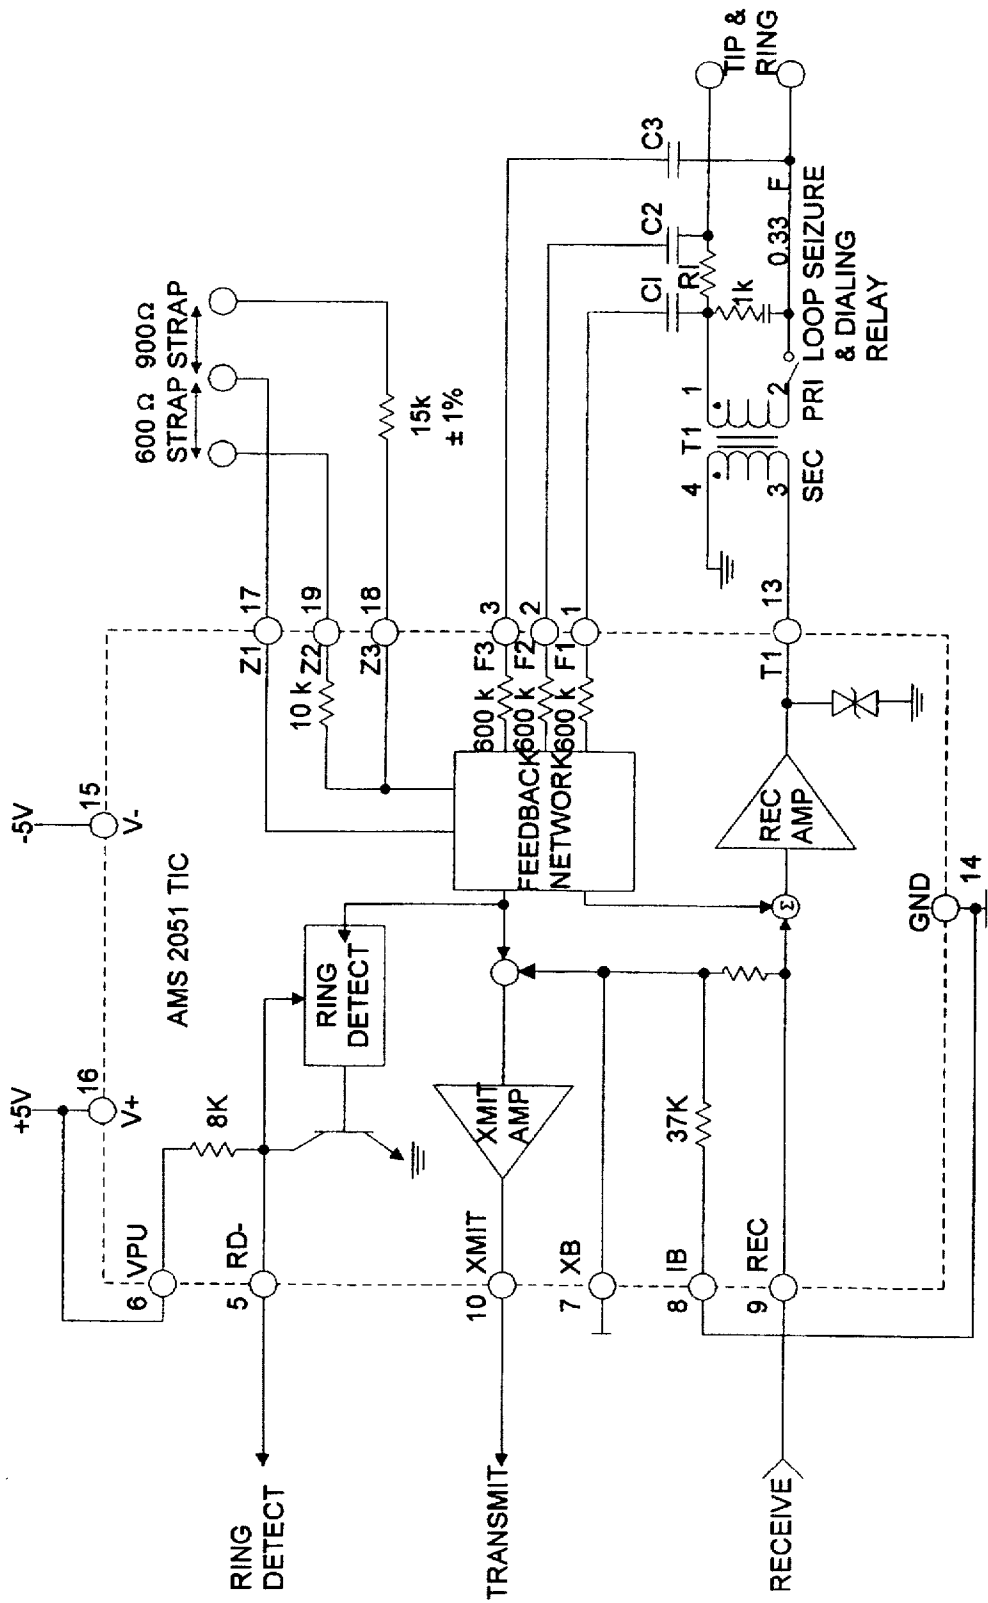 +5V
-5V
16
V+
15
V-
AMS 2051 TIC
600 Ω
STRAP
900Ω
STRAP
6
VPU
8K
RING
DETECT
5
RD-
RING
DETECT
Z1
17
10 k
Z2
19
Z3
18
15k
± 1%
TRANSMIT
10
XMIT
XMIT
AMP
FEEDBACK
NETWORK
600 k
F3
3
600 k
F2
2
600 k
F1
1
7
XB
8
IB
37K
RECEIVE
9
REC
Σ
REC
AMP
T1
13
GND
14
C1
C2
C3
R1
1k
0.33
F
4
T1
1
3
2
SEC
PRI
LOOP SEIZURE
& DIALING
RELAY
TIP &
RING